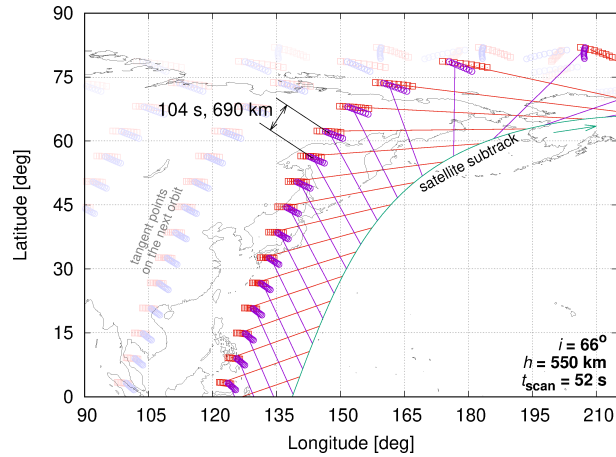 90
75
60
45
30
15
0
Latitude [deg]
104 s, 690 km
satellite subtrack
tangent points
on the next orbit
i = 66°
h = 550 km
tscan = 52 s
90 105 120 135 150 165 180 195 210
Longitude [deg]